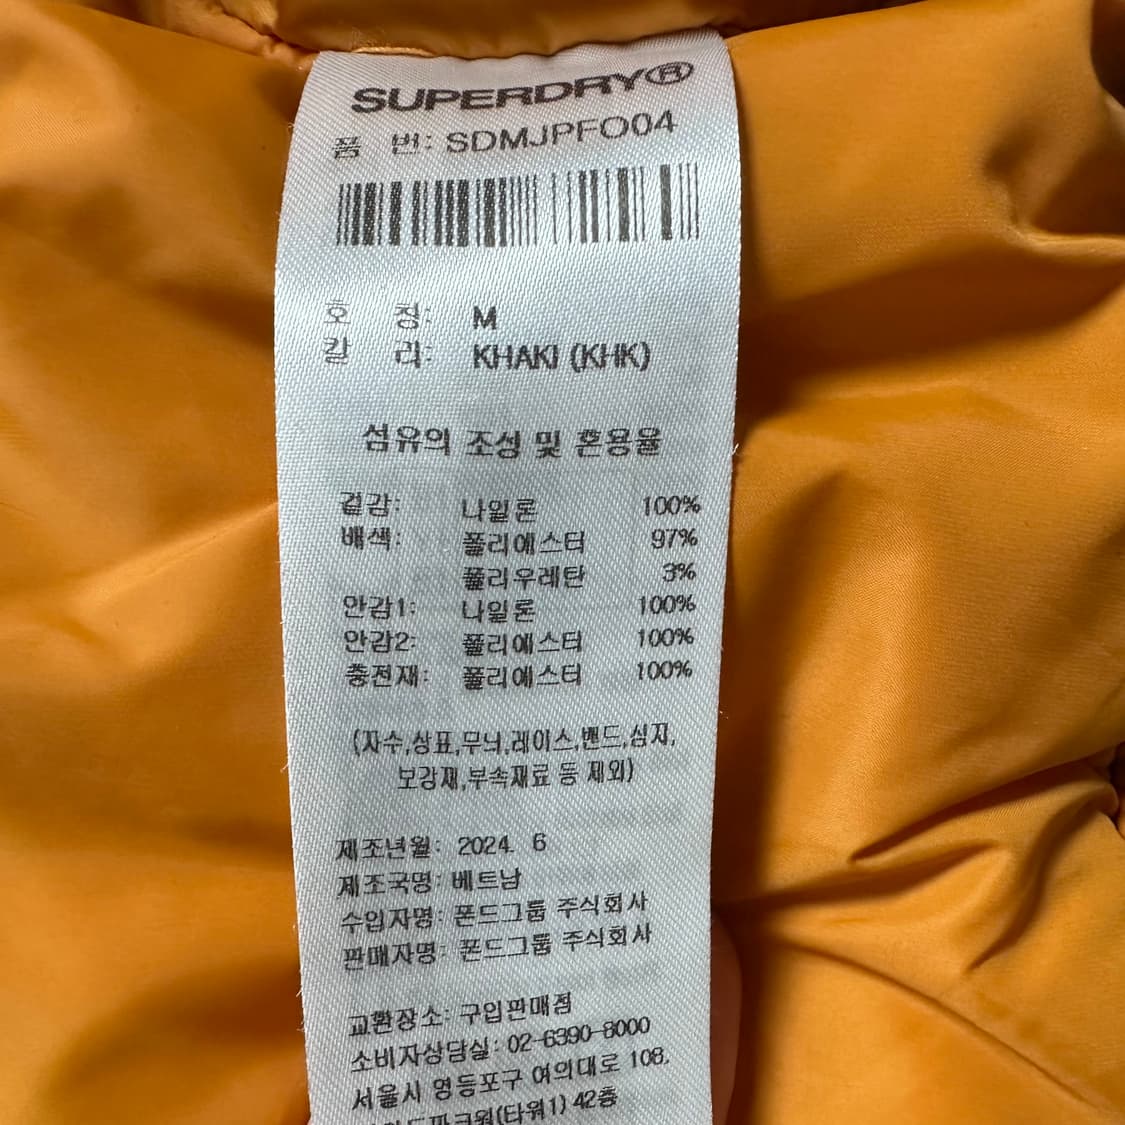 SUPERDRY®
품 번: SDMJPFO04
호 칭: M
칼 러: KHAKI (KHK)
섬유의 조성 및 혼용율
겉감: 나일론 100%
배색: 폴리에스터 97%
폴리우레탄 3%
안감1: 나일론 100%
안감2: 폴리에스터 100%
충전재: 폴리에스터 100%
(자수,상표,무늬,레이스,밴드,심지,
보강재,부속재료 등 제외)
제조년월: 2024. 6
제조국명: 베트남
수입자명: 폰드그룹 주식회사
판매자명: 폰드그룹 주식회사
교환장소: 구입판매점
소비자상담실: 02-6390-8000
서울시 영등포구 여의대로 108,
(타워1) 42층